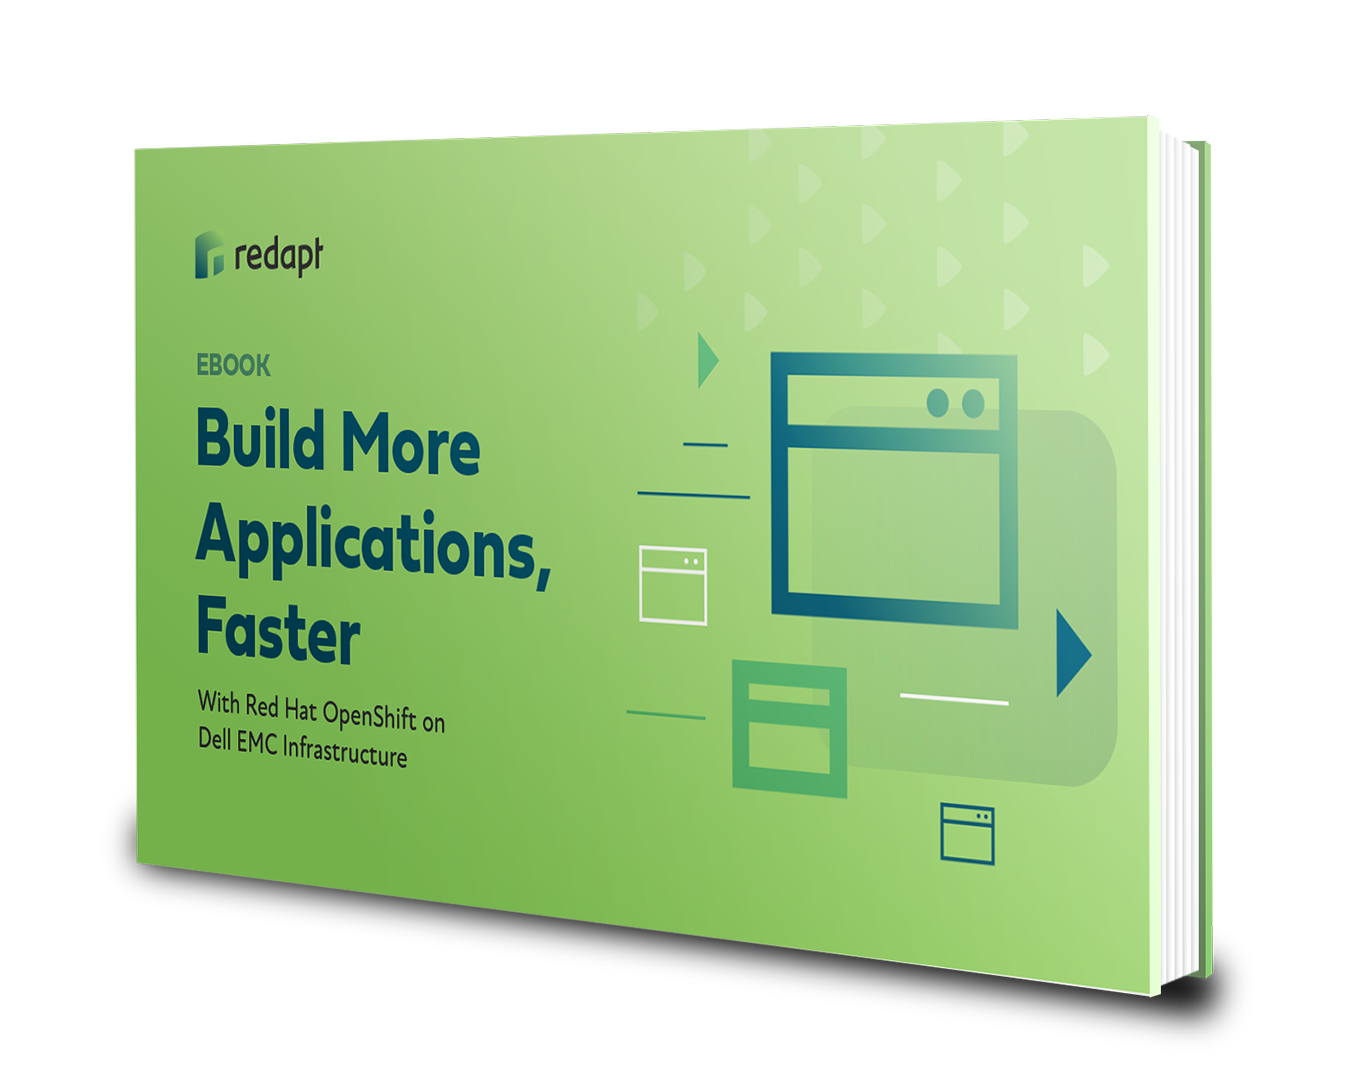 redapt
EBOOK
Build More
Applications,
Faster
With Red Hat OpenShift on
Dell EMC Infrastructure